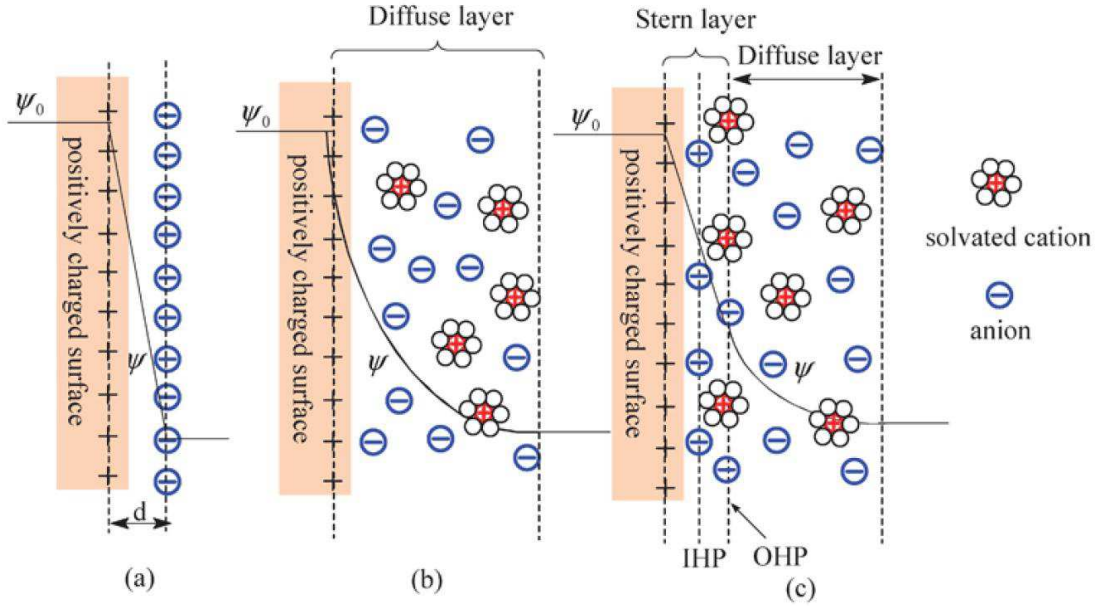 Diffuse layer
Stern layer
Diffuse layer
ψ0
ψ0
ψ0
positively charged surface
positively charged surface
positively charged surface
ψ
ψ
ψ
solvated cation
anion
d
IHP
OHP
(a)
(b)
(c)